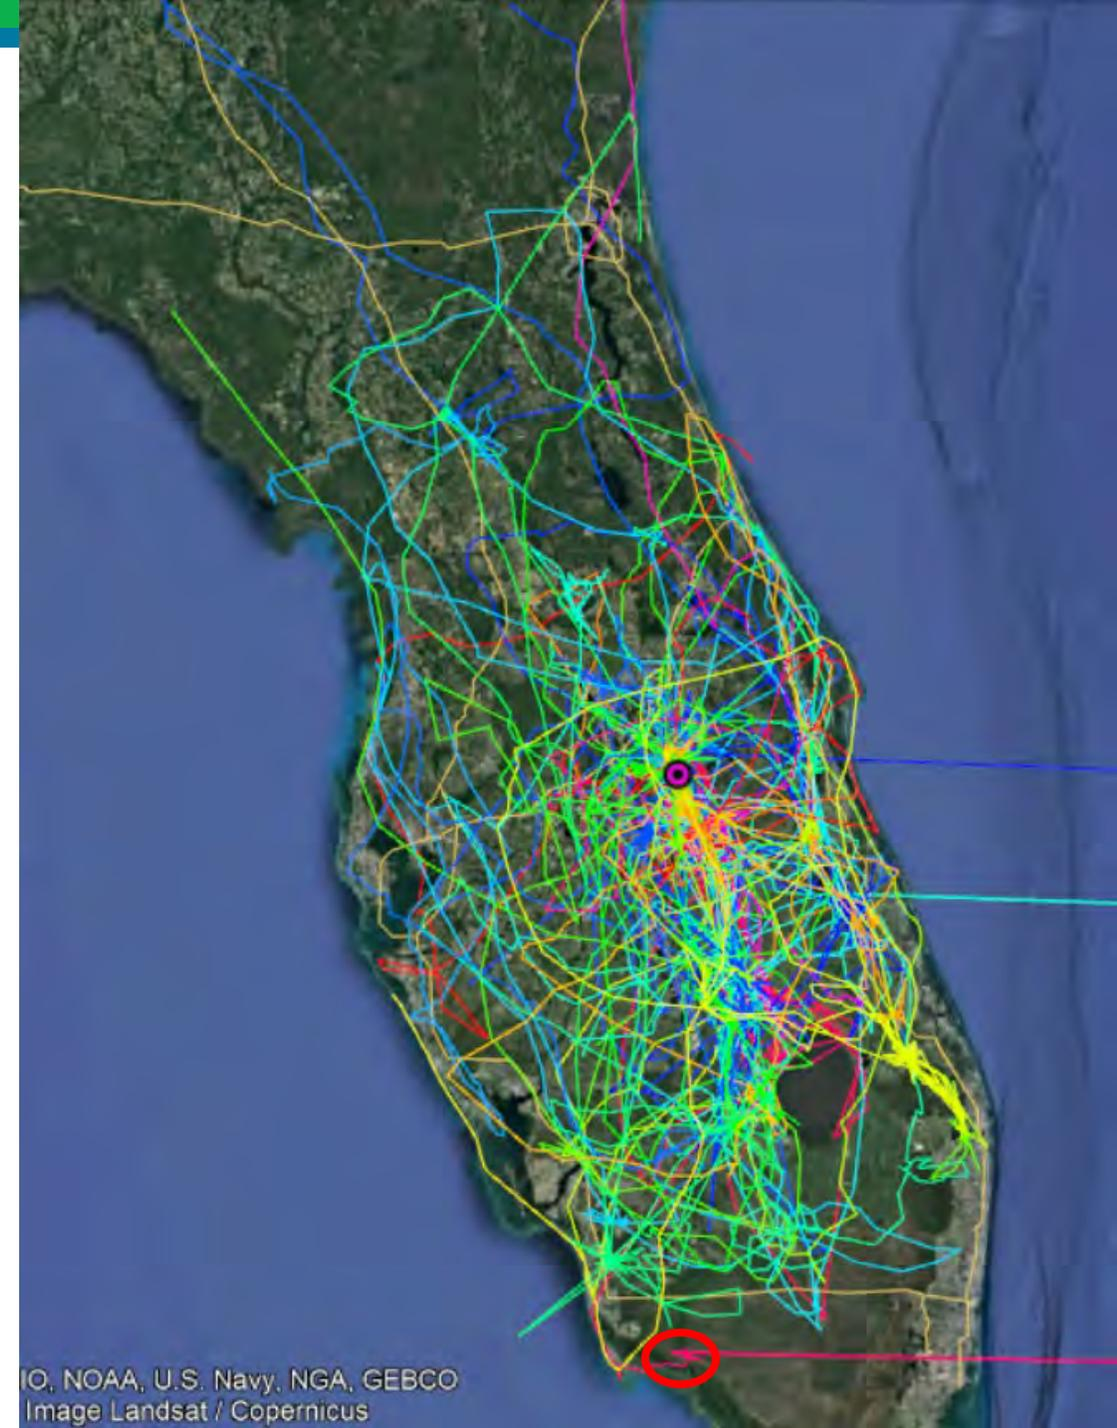 IO, NOAA, U.S. Navy, NGA, GEBCO
Image Landsat / Copernicus